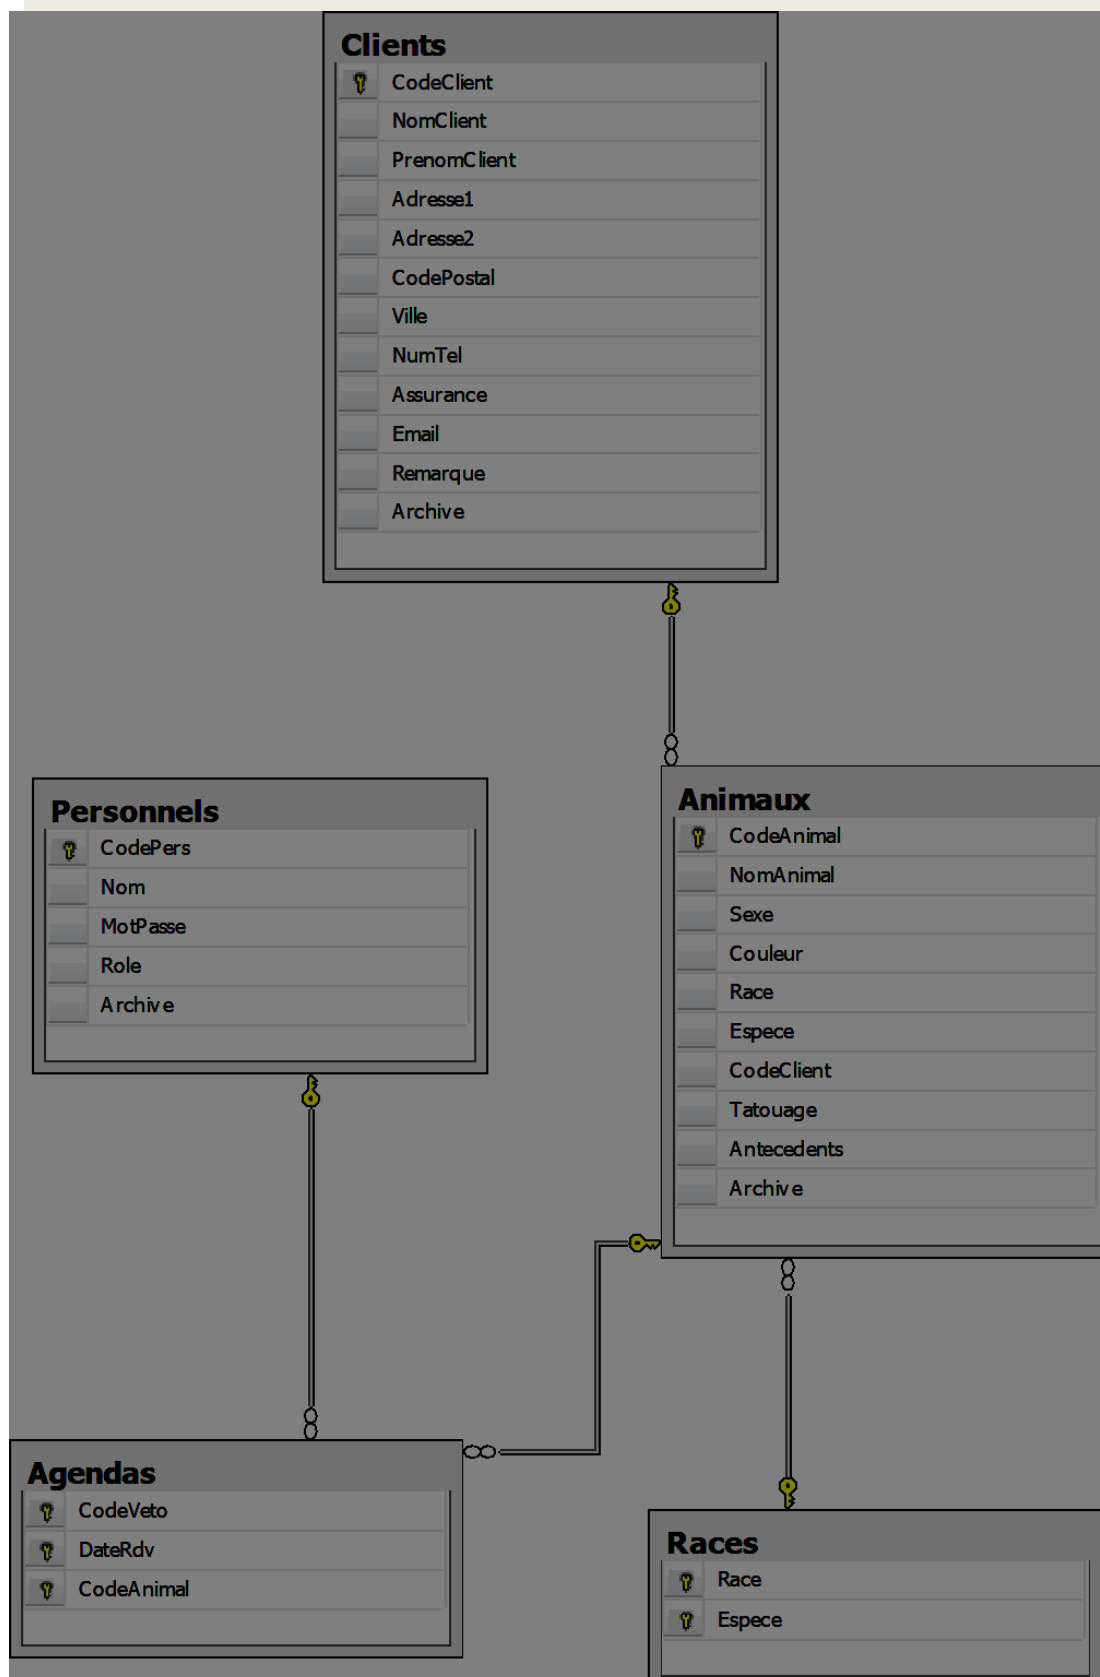 Clients
CodeClient
NomClient
PrenomClient
Adresse1
Adresse2
CodePostal
Ville
NumTel
Assurance
Email
Remarque
Archive
Personnels
CodePers
Nom
MotPasse
Role
Archive
Animaux
CodeAnimal
NomAnimal
Sexe
Couleur
Race
Espece
CodeClient
Tatouage
Antecedents
Archive
Agendas
CodeVeto
DateRdv
CodeAnimal
Races
Race
Espece